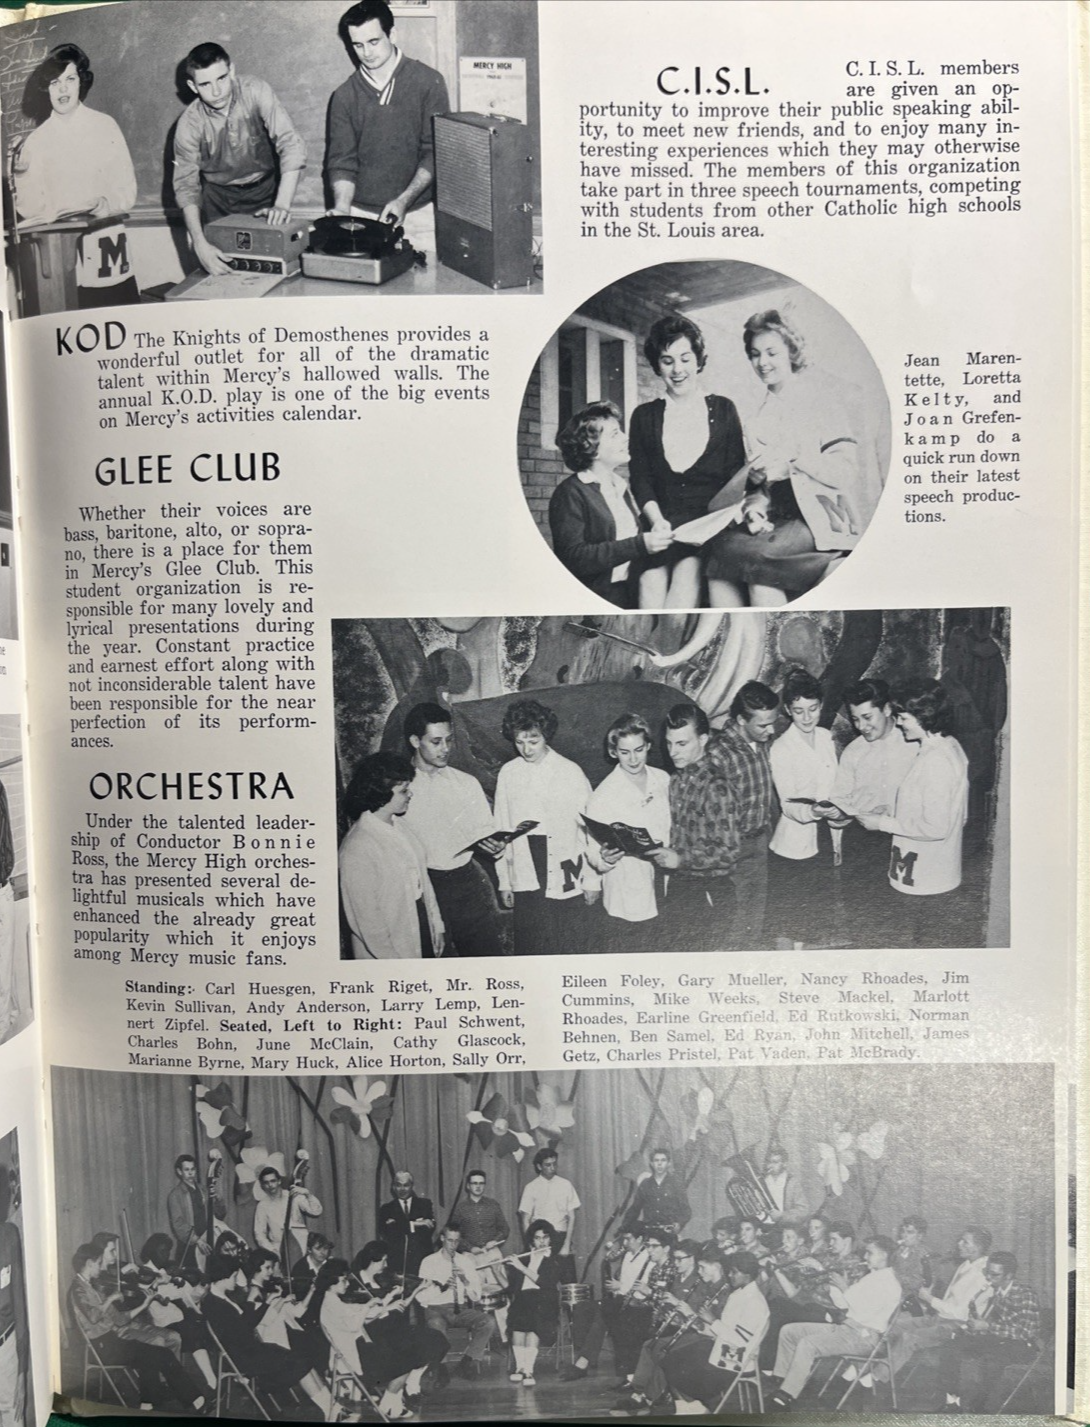 MERCY HIGH
M
C.I.S.L.
C. I. S. L. members
are given an op-
portunity to improve their public speaking abil-
ity, to meet new friends, and to enjoy many in-
teresting experiences which they may otherwise
have missed. The members of this organization
take part in three speech tournaments, competing
with students from other Catholic high schools
in the St. Louis area.
KOD The Knights of Demosthenes provides a
wonderful outlet for all of the dramatic
talent within Mercy's hallowed walls. The
annual K.O.D. play is one of the big events
on Mercy's activities calendar.
Jean Maren-
tette, Loretta
Kelty, and
Joan Grefen-
kamp do a
quick run down
on their latest
speech produc-
tions.
GLEE CLUB
Whether their voices are
bass, baritone, alto, or sopra-
no, there is a place for them
in Mercy's Glee Club. This
student organization is re-
sponsible for many lovely and
lyrical presentations during
the year. Constant practice
and earnest effort along with
not inconsiderable talent have
been responsible for the near
perfection of its perform-
ances.
M
M
ORCHESTRA
Under the talented leader-
ship of Conductor Bonnie
Ross, the Mercy High orches-
tra has presented several de-
lightful musicals which have
enhanced the already great
popularity which it enjoys
among Mercy music fans.
Standing: Carl Huesgen, Frank Riget, Mr. Ross,
Kevin Sullivan, Andy Anderson, Larry Lemp, Len-
nert Zipfel. Seated, Left to Right: Paul Schwent,
Charles Bohn, June McClain, Cathy Glascock,
Marianne Byrne, Mary Huck, Alice Horton, Sally Orr,
Eileen Foley, Gary Mueller, Nancy Rhoades, Jim
Cummins, Mike Weeks, Steve Mackel, Marlott
Rhoades, Earline Greenfield, Ed Rutkowski, Norman
Behnen, Ben Samel, Ed Ryan, John Mitchell, James
Getz, Charles Pristel, Pat Vaden, Pat McBrady.
M